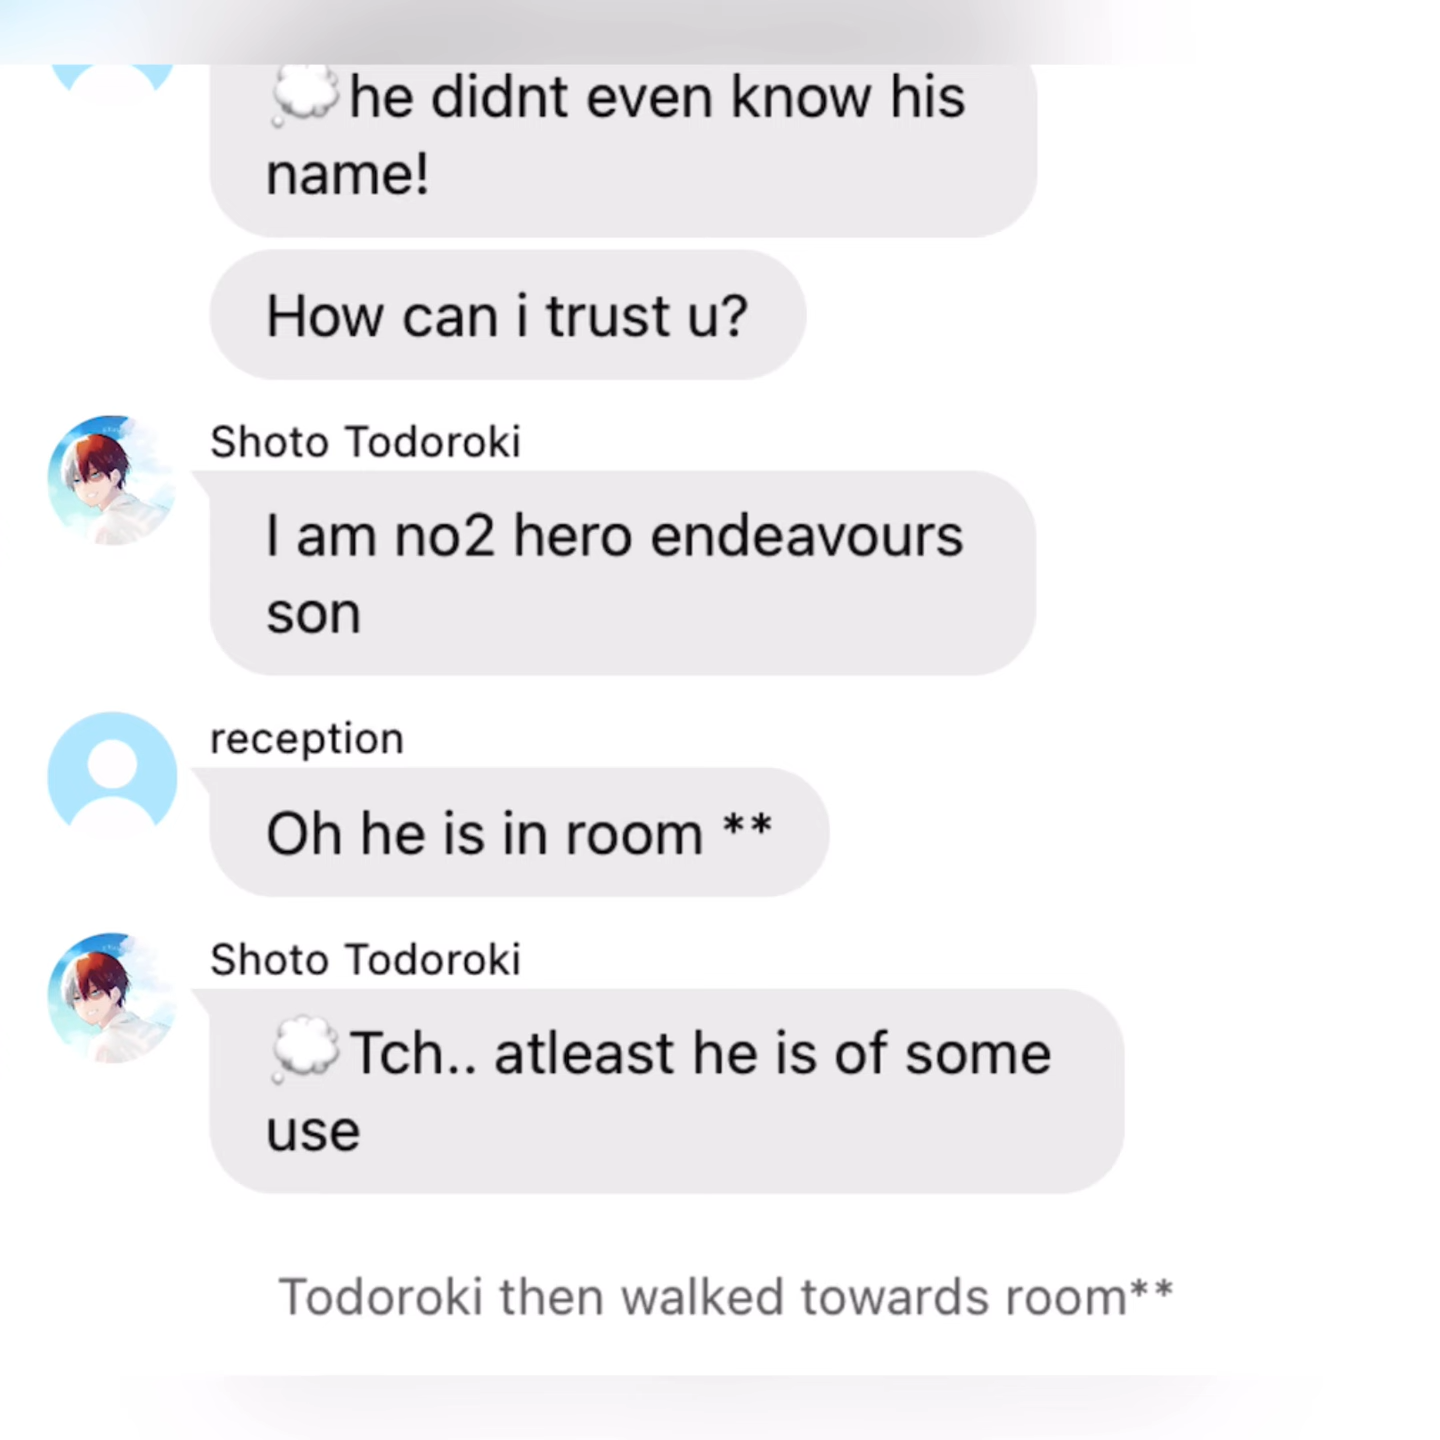 💭he didnt even know his
name!
How can i trust u?
Shoto Todoroki
I am no2 hero endeavours
son
reception
Oh he is in room **
Shoto Todoroki
💭Tch.. atleast he is of some
use
Todoroki then walked towards room**